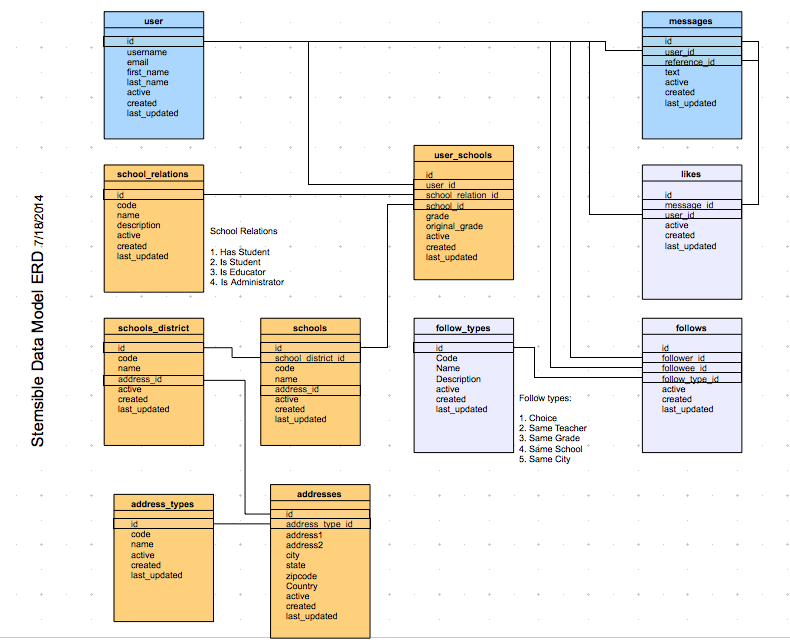 Stemsible Data Model ERD 7/18/2014
user
id
username
email
first_name
last_name
active
created
last_updated
messages
id
user_id
reference_id
text
active
created
last_updated
school_relations
id
code
name
description
active
created
last_updated
School Relations
1. Has Student
2. Is Student
3. Is Educator
4. Is Administrator
user_schools
id
user_id
school_relation_id
school_id
grade
original_grade
active
created
last_updated
likes
id
message_id
user_id
active
created
last_updated
schools_district
id
code
name
address_id
active
created
last_updated
schools
id
school_district_id
code
name
address_id
active
created
last_updated
follow_types
id
Code
Name
Description
active
created
last_updated
Follow types:
1. Choice
2. Same Teacher
3. Same Grade
4. Same School
5. Same City
follows
id
follower_id
followee_id
follow_type_id
active
created
last_updated
address_types
id
code
name
active
created
last_updated
addresses
id
address_type_id
address1
address2
city
state
zipcode
Country
active
created
last_updated